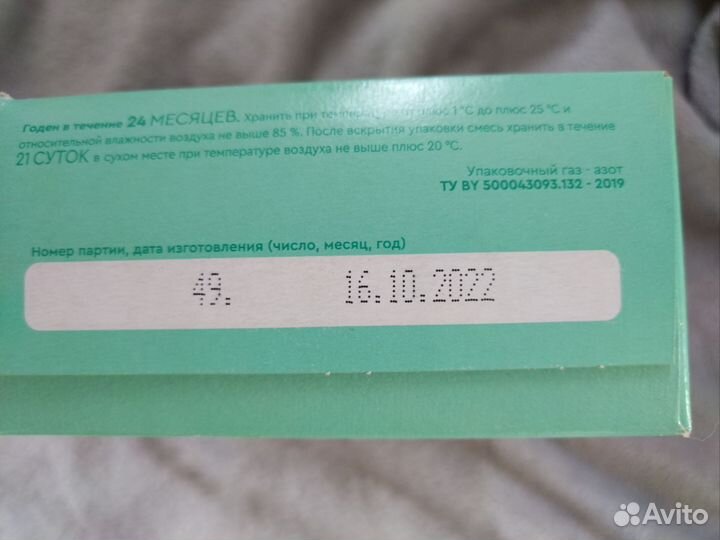 Годен в течение 24 МЕСЯЦЕВ. Хранить при температуре от плюс 1 °С до плюс 25 °С и
относительной влажности воздуха не выше 85 %. После вскрытия упаковки смесь хранить в течение
21 СУТОК в сухом месте при температуре воздуха не выше плюс 20 °С.
Упаковочный газ - азот
ТУ BY 500043093.132 - 2019
Номер партии, дата изготовления (число, месяц, год)
49. 16.10.2022
Avito